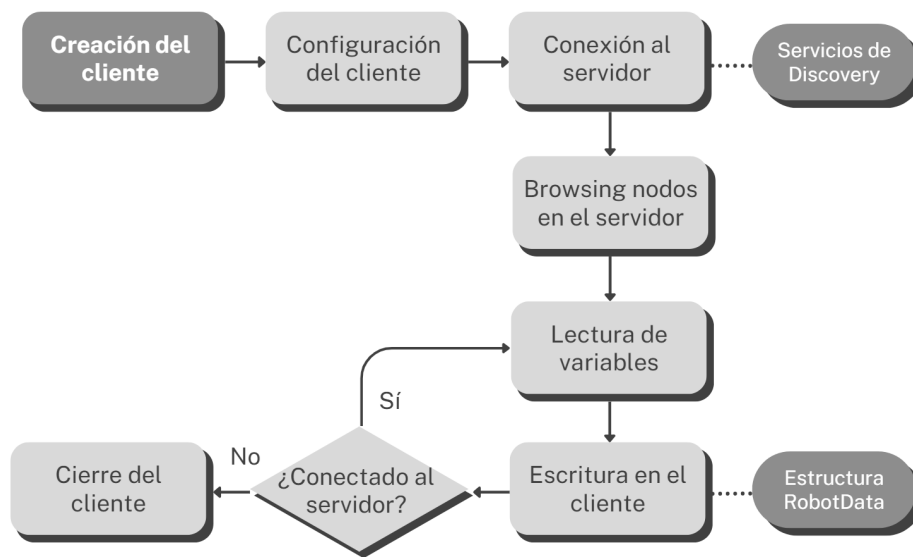 Creación del
cliente
Configuración
del cliente
Conexión al
servidor
Servicios de
Discovery
Browsing nodos
en el servidor
Lectura de
variables
Sí
No
Cierre del
cliente
¿Conectado al
servidor?
Escritura en el
cliente
Estructura
RobotData